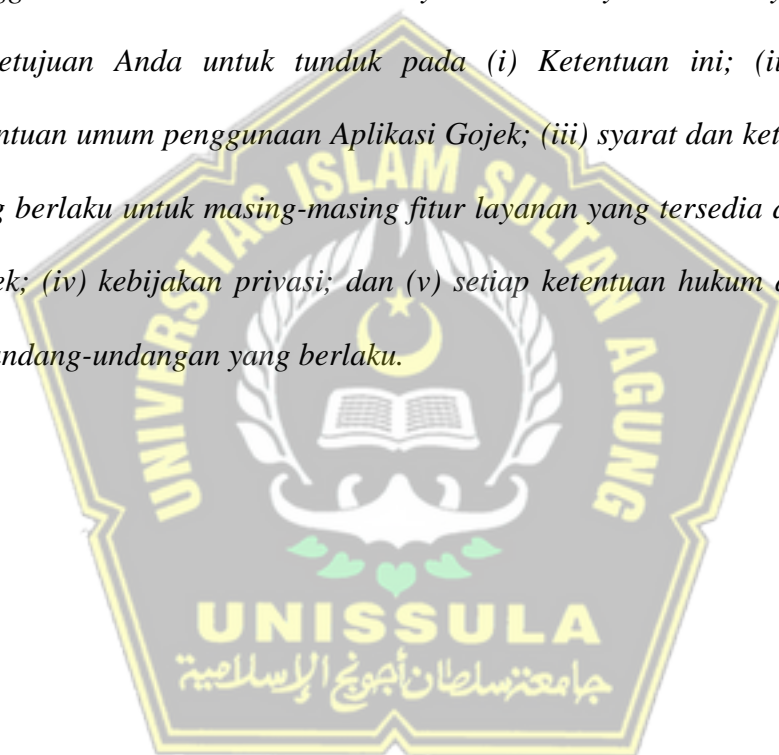 etujuan Anda untuk tunduk pada (i) Ketentuan ini; (ii
ntuan umum penggunaan Aplikasi Gojek; (iii) syarat dan ket
berlaku untuk masing-masing fitur layanan yang tersedia
ek; (iv) kebijakan privasi; dan (v) setiap ketentuan hukum
ndang-undangan yang berlaku.
UNIVERSITAS ISLAM SULTAN AGUNG
UNISSULA
جامعتسلطان أجونج الإسلامية